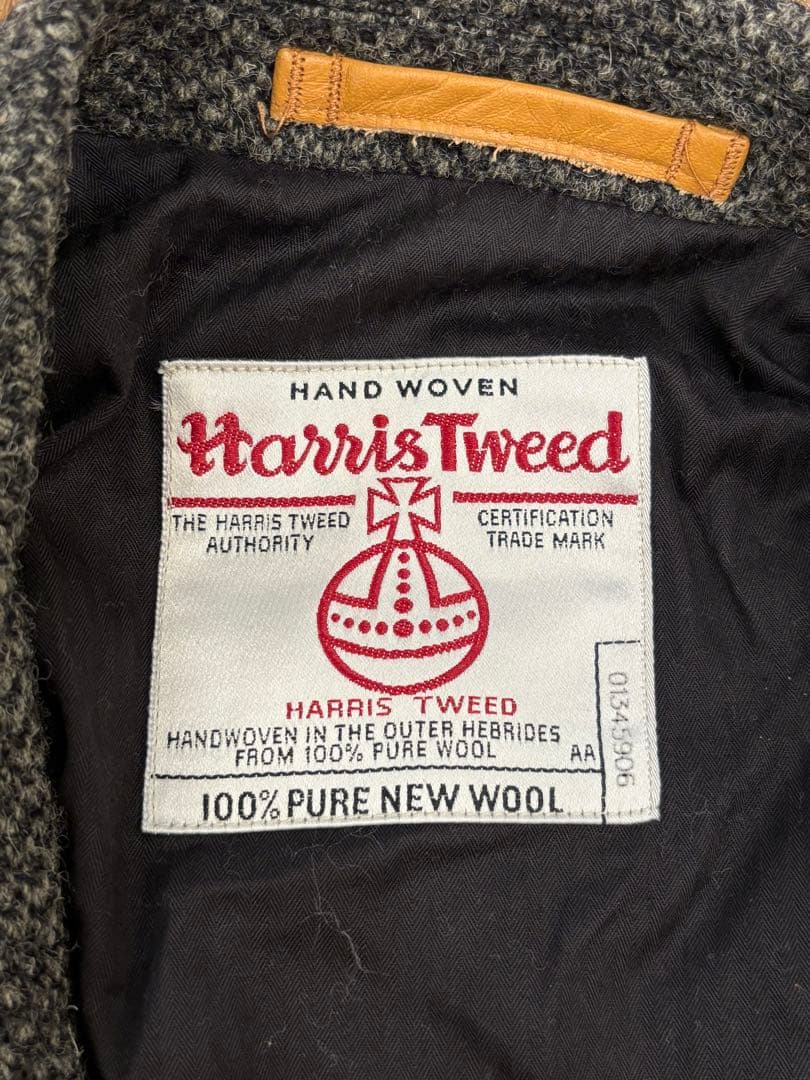 HAND WOVEN
Harris Tweed
THE HARRIS TWEED AUTHORITY
CERTIFICATION TRADE MARK
HARRIS TWEED
HANDWOVEN IN THE OUTER HEBRIDES
FROM 100% PURE WOOL
AA
01345906
100% PURE NEW WOOL